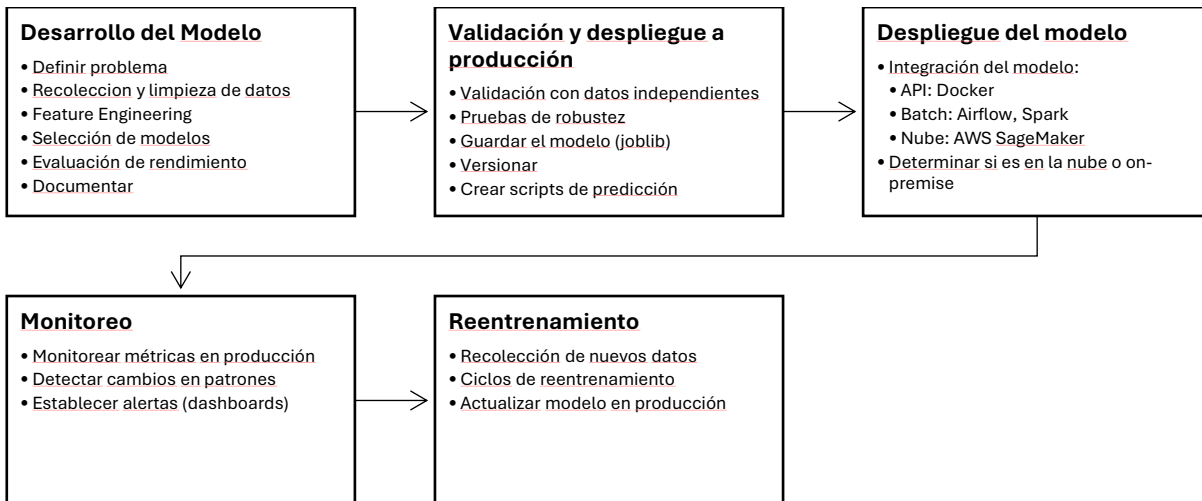 Desarrollo del Modelo
• Definir problema
• Recoleccion y limpieza de datos
• Feature Engineering
• Selección de modelos
• Evaluación de rendimiento
• Documentar
Validación y despliegue a
producción
• Validación con datos independientes
• Pruebas de robustez
• Guardar el modelo (joblib)
• Versionar
• Crear scripts de predicción
Despliegue del modelo
• Integración del modelo:
• API: Docker
• Batch: Airflow, Spark
• Nube: AWS SageMaker
• Determinar si es en la nube o on-
premise
Monitoreo
• Monitorear métricas en producción
• Detectar cambios en patrones
• Establecer alertas (dashboards)
Reentrenamiento
• Recolección de nuevos datos
• Ciclos de reentrenamiento
• Actualizar modelo en producción